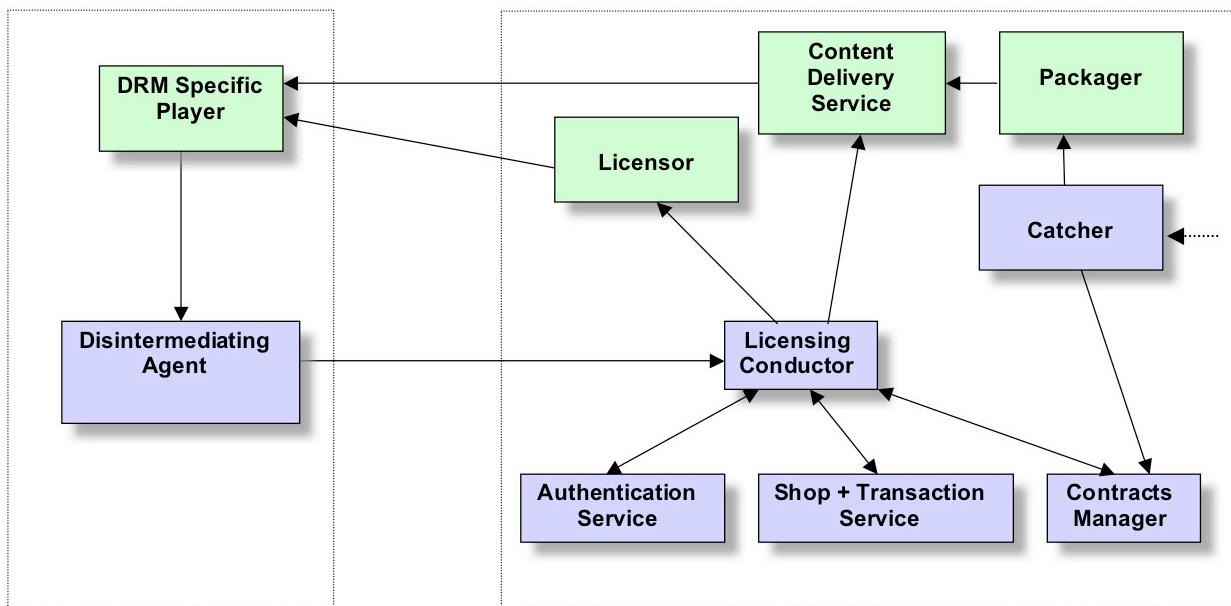 DRM Specific
Player
Content
Delivery
Service
Packager
Licensor
Catcher
Disintermediating
Agent
Licensing
Conductor
Authentication
Service
Shop + Transaction
Service
Contracts
Manager